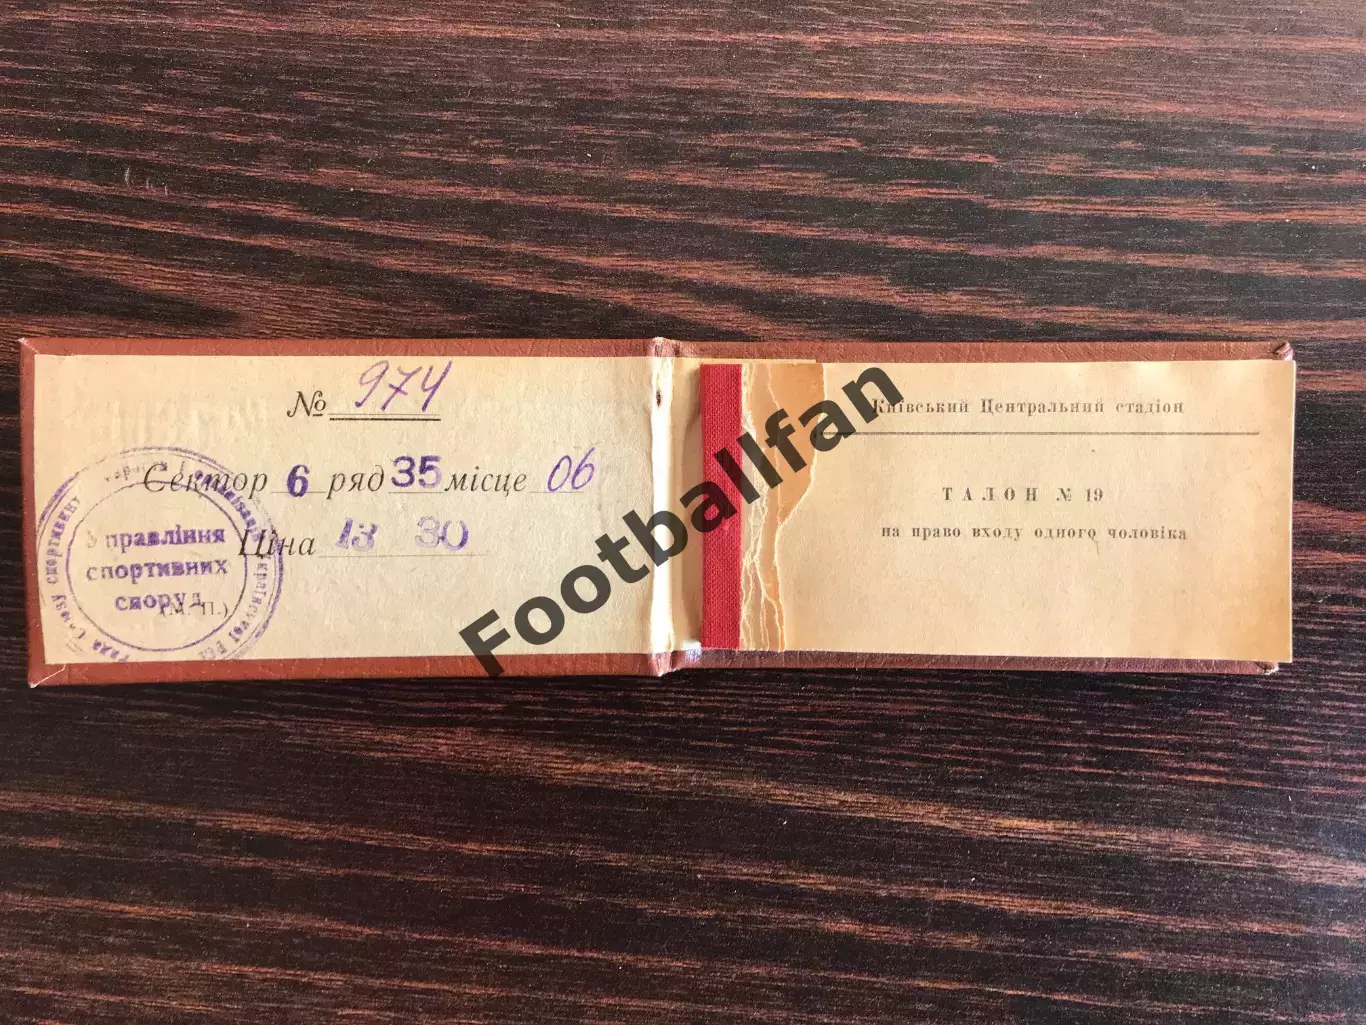 № 974
Сектор 6 ряд 35 місце 06
Ціна 13 30
Управління
спортивних
споруд
(М. П.)
Київський Центральний стадіон
ТАЛОН № 19
на право входу одного чоловіка
Footballfan